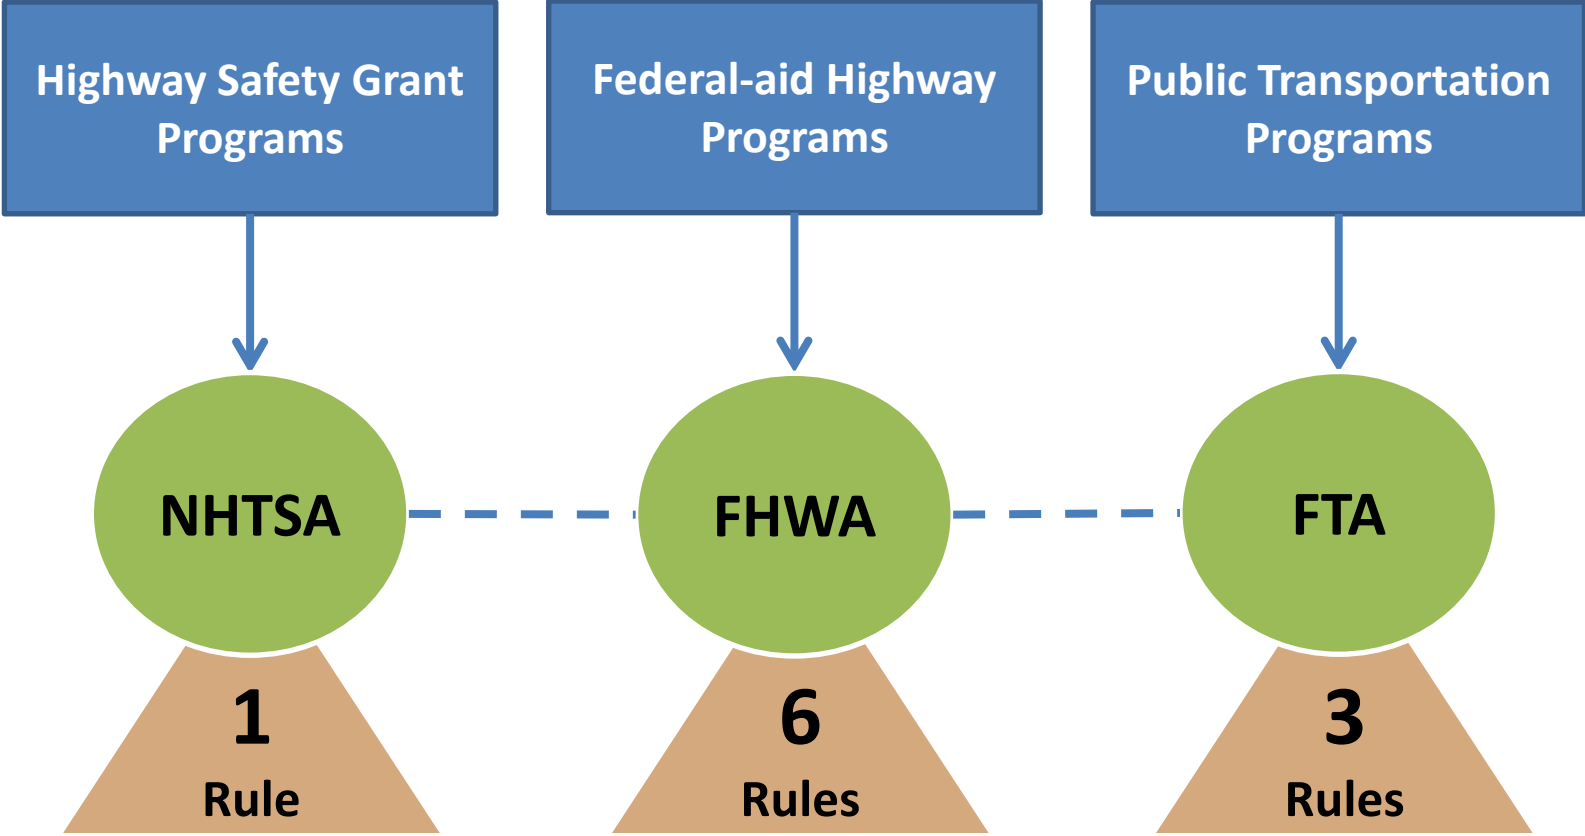 Highway Safety Grant
Programs
Federal-aid Highway
Programs
Public Transportation
Programs
NHTSA
FHWA
FTA
1
Rule
6
Rules
3
Rules